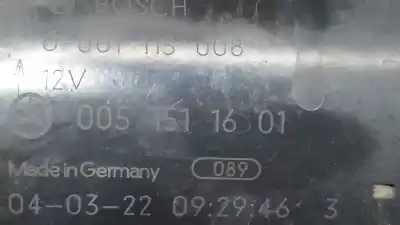 BOSCH
0 001 115 008
12V
005 151 16 01
Made in Germany 089
04-03-22 09:29:46 3